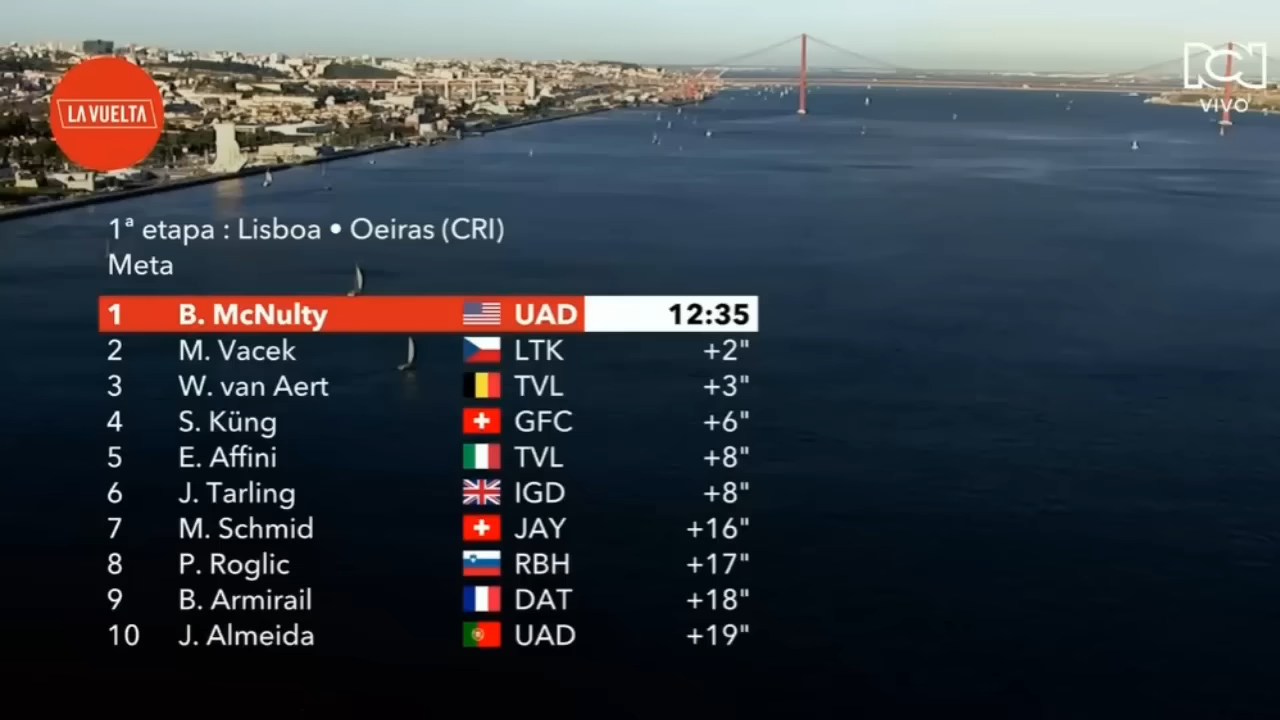 LA VUELTA
RCN
VIVO
1ª etapa : Lisboa • Oeiras (CRI)
Meta
1 B. McNulty UAD 12:35
2 M. Vacek LTK +2"
3 W. van Aert TVL +3"
4 S. Küng GFC +6"
5 E. Affini TVL +8"
6 J. Tarling IGD +8"
7 M. Schmid JAY +16"
8 P. Roglic RBH +17"
9 B. Armirail DAT +18"
10 J. Almeida UAD +19"